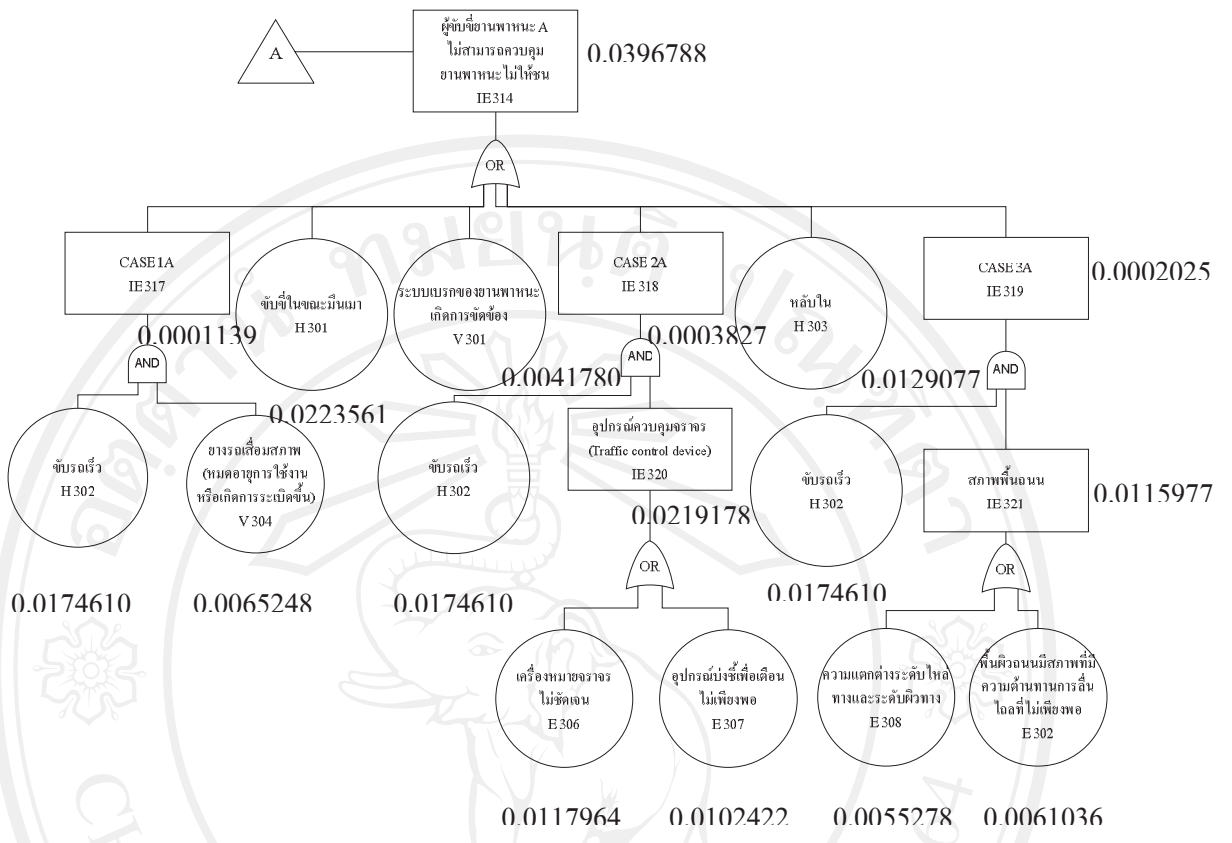 A
ผู้ขับขี่ยานพาหนะ A
ไม่สามารถควบคุม
ยานพาหนะไม่ให้ชน
IE314
0.0396788
OR
CASE1A
IE317
0.0001139
AND
ขับขี่ในขณะมึนเมา
H301
0.0223561
ระบบเบรกของยานพาหนะ
เกิดการขัดข้อง
V301
0.0041780
CASE 2A
IE318
0.0003827
AND
หลับใน
H303
0.0129077
CASE 3A
IE319
0.0002025
AND
ขับรถเร็ว
H302
0.0174610
ยางรถเสื่อมสภาพ
(หมดอายุการใช้งาน
หรือเกิดการระเบิดขึ้น)
V304
0.0065248
ขับรถเร็ว
H302
0.0174610
อุปกรณ์ควบคุมจราจร
(Traffic control device)
IE320
0.0219178
OR
ขับรถเร็ว
H302
0.0174610
สภาพพื้นถนน
IE321
0.0115977
OR
เครื่องหมายจราจร
ไม่ชัดเจน
E306
0.0117964
อุปกรณ์บ่งชี้เพื่อเตือน
ไม่เพียงพอ
E307
0.0102422
ความแตกต่างระดับไหล่
ทางและระดับผิวทาง
E308
0.0055278
พื้นผิวถนนมีสภาพที่มี
ความต้านทานการลื่น
ไถลที่ไม่เพียงพอ
E302
0.0061036